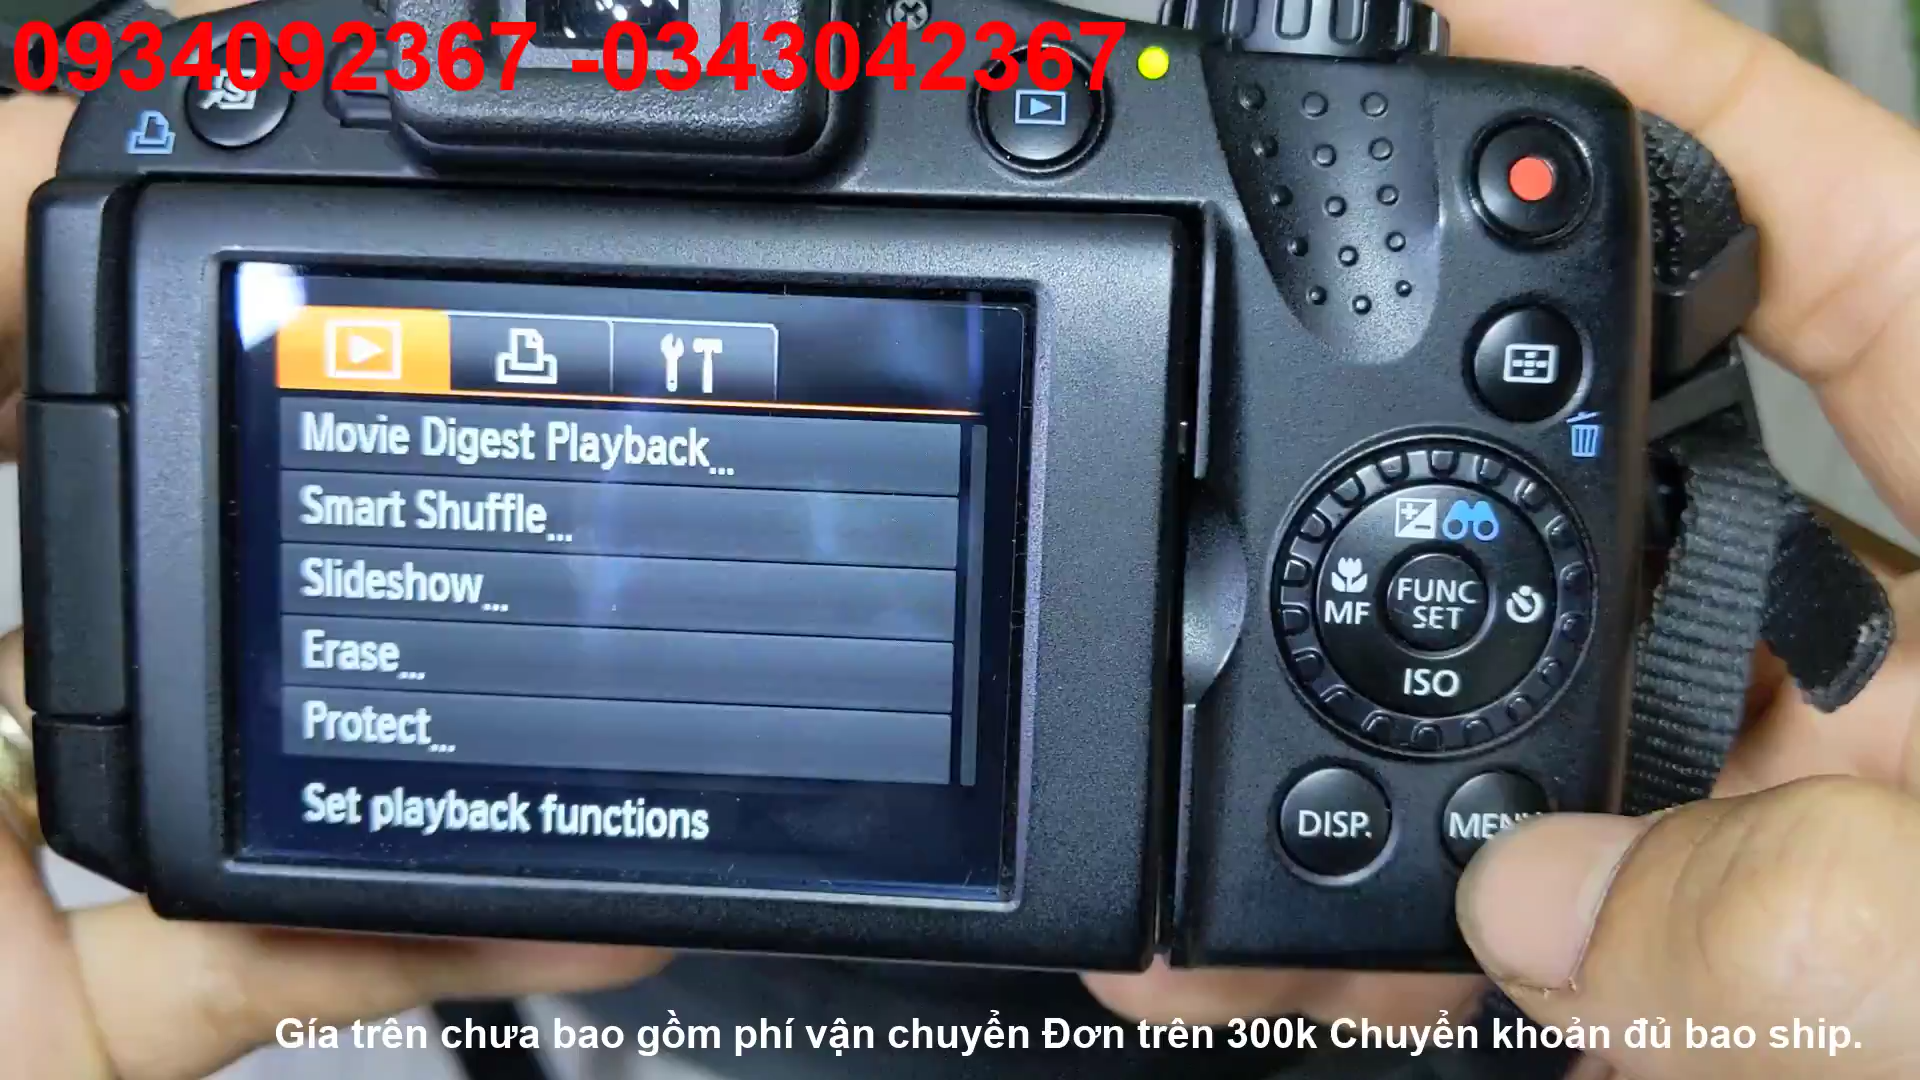 0934092367 -0343042367
Movie Digest Playback...
Smart Shuffle...
Slideshow...
Erase...
Protect...
Set playback functions
MF
FUNC
SET
ISO
DISP.
MENU
Gía trên chưa bao gồm phí vận chuyển Đơn trên 300k Chuyển khoản đủ bao ship.